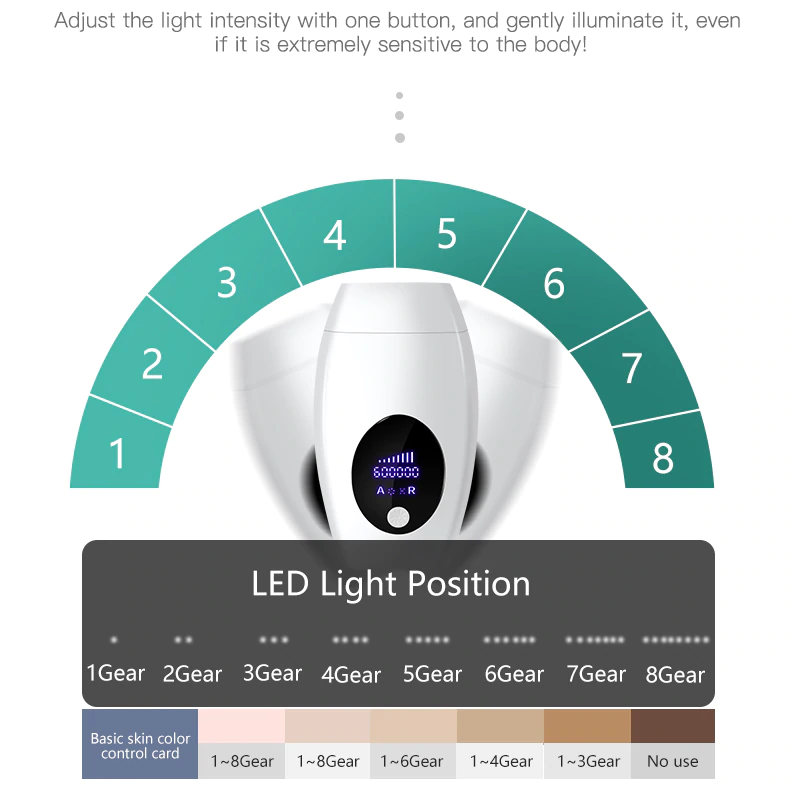 Adjust the light intensity with one button, and gently illuminate it, even
if it is extremely sensitive to the body!
1
2
3
4
5
6
7
8
600000
A R
LED Light Position
1Gear 2Gear 3Gear 4Gear 5Gear 6Gear 7Gear 8Gear
Basic skin color
control card
1~8Gear 1~8Gear 1~6Gear 1~4Gear 1~3Gear No use